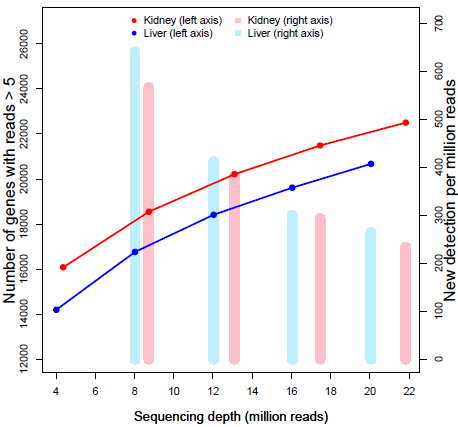 Kidney (left axis) Kidney (right axis)
Liver (left axis) Liver (right axis)
Number of genes with reads > 5
12000 14000 16000 18000 20000 22000 24000 26000
New detection per million reads
0 100 200 300 400 500 600 700
4 6 8 10 12 14 16 18 20 22
Sequencing depth (million reads)